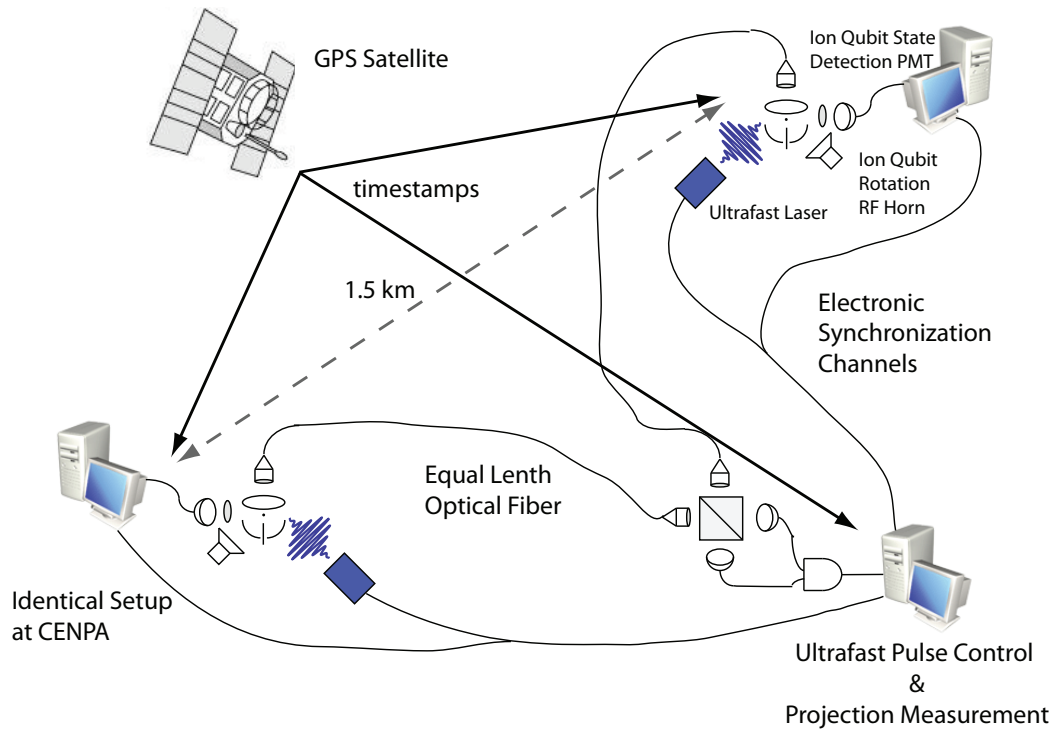 GPS Satellite
Ion Qubit State
Detection PMT
timestamps
Ultrafast Laser
Ion Qubit
Rotation
RF Horn
1.5 km
Electronic
Synchronization
Channels
Equal Lenth
Optical Fiber
Identical Setup
at CENPA
Ultrafast Pulse Control
&
Projection Measurement